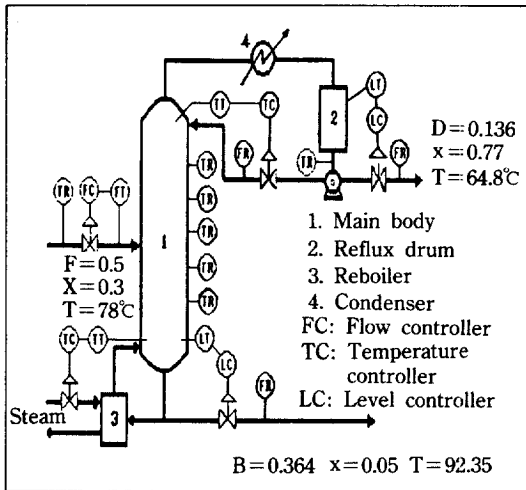 4
TT
TC
LT
2
LC
D=0.136
x=0.77
T=64.8℃
FR
TR
FR
TR
FC
FT
TR
TR
TR
TR
TR
1
F=0.5
X=0.3
T=78℃
1. Main body
2. Reflux drum
3. Reboiler
4. Condenser
FC: Flow controller
TC: Temperature
controller
LC: Level controller
TC
TT
LT
LC
FR
Steam
3
B=0.364 x=0.05 T=92.35